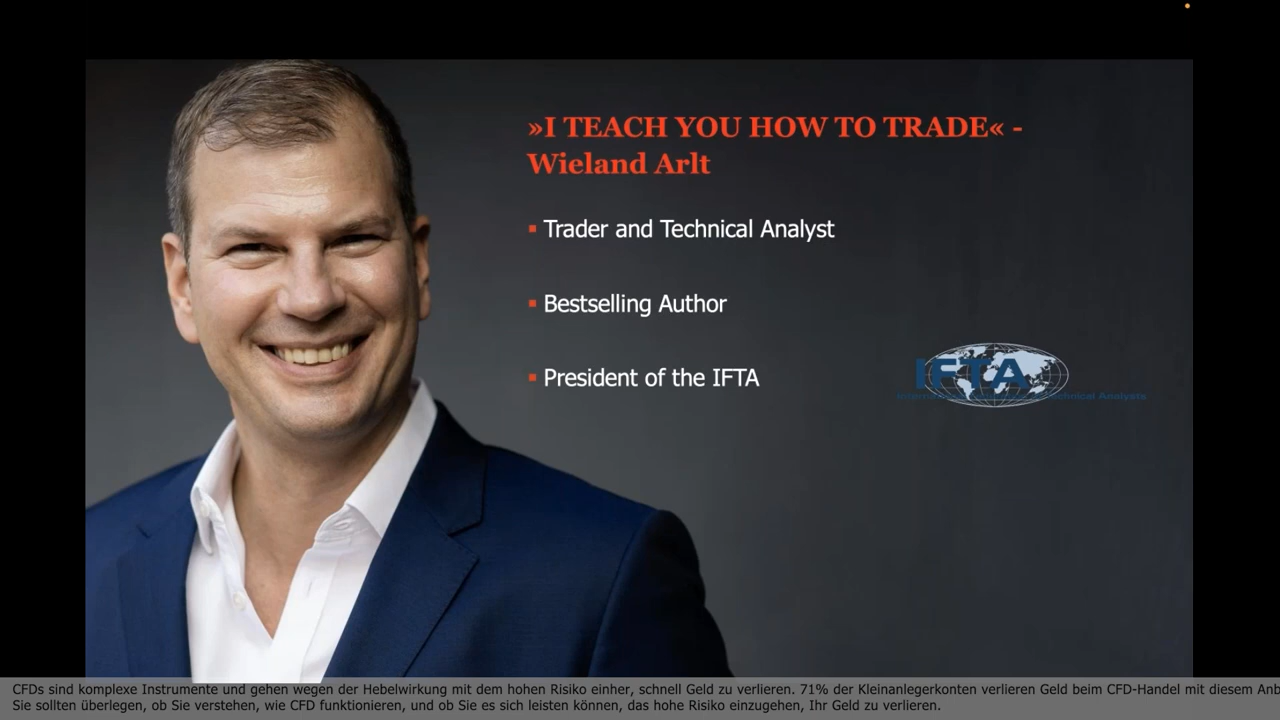 »I TEACH YOU HOW TO TRADE« -
Wieland Arlt
Trader and Technical Analyst
Bestselling Author
President of the IFTA
IFTA
Technical Analysts
CFDs sind komplexe Instrumente und gehen wegen der Hebelwirkung mit dem hohen Risiko einher, schnell Geld zu verlieren. 71% der Kleinanlegerkonten verlieren Geld beim CFD-Handel mit diesem Anb
Sie sollten überlegen, ob Sie verstehen, wie CFD funktionieren, und ob Sie es sich leisten können, das hohe Risiko einzugehen, Ihr Geld zu verlieren.